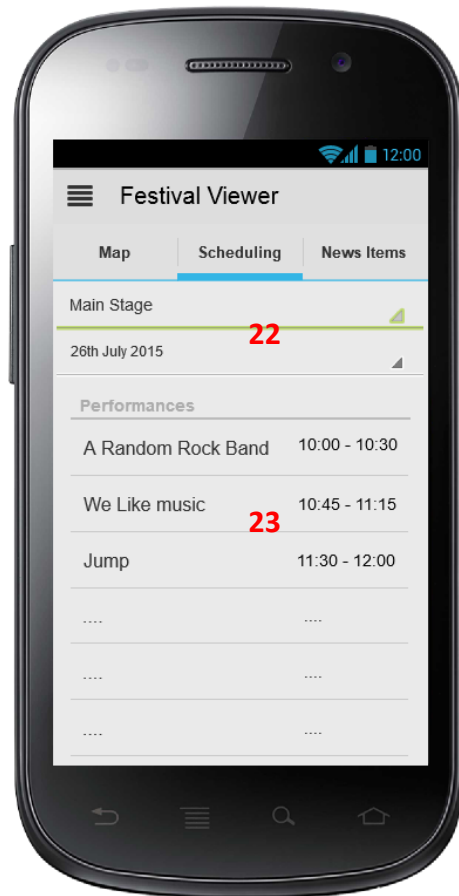 12:00
Festival Viewer
Map Scheduling News Items
Main Stage
22
26th July 2015
Performances
A Random Rock Band 10:00 - 10:30
We Like music 10:45 - 11:15
23
Jump 11:30 - 12:00
.... ....
.... ....
.... ....